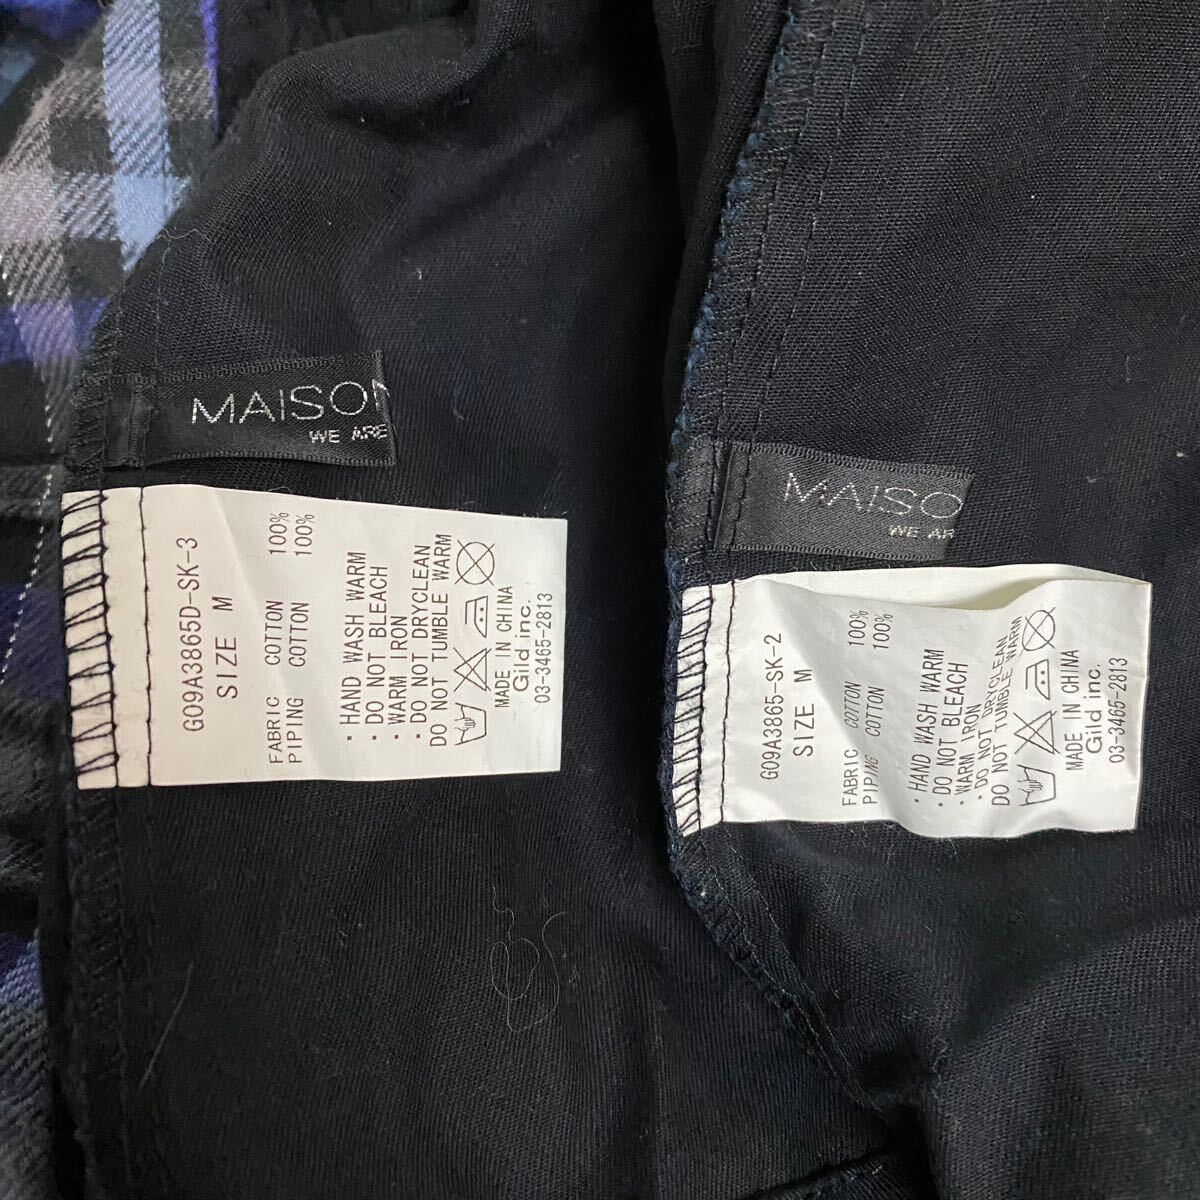 MAISON
WE ARE
G09A3865D-SK-3
SIZE M
FABRIC COTTON 100%
PIPING COTTON 100%
・HAND WASH WARM
・DO NOT BLEACH
・WARM IRON
・DO NOT DRYCLEAN
DO NOT TUMBLE WARM
MADE IN CHINA
Gild inc.
03-3465-2813
MAISO
WE AR
G09A3865-SK-2
SIZE M
FABRIC COTTON 100%
PIPING COTTON 100%
・HAND WASH WARM
・DO NOT BLEACH
・WARM IRON
・DO NOT DRYCLEAN
DO NOT TUMBLE WARM
MADE IN CHINA
Gild inc.
03-3465-2813